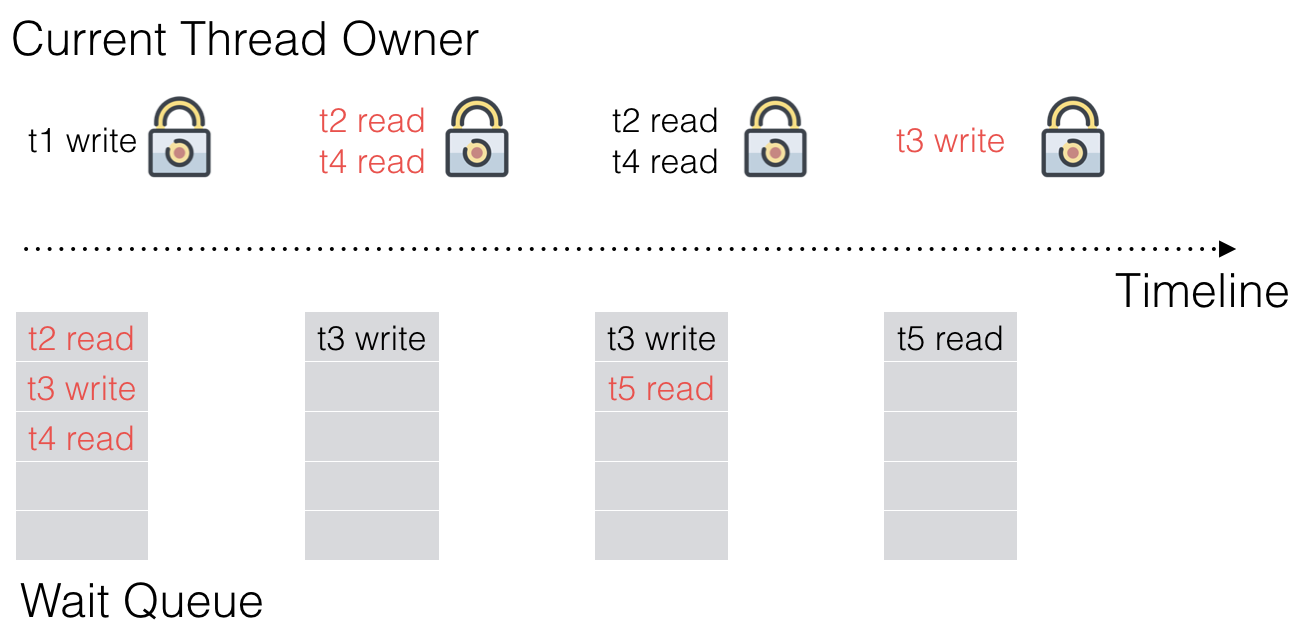 Current Thread Owner
t1 write
t2 read
t4 read
t2 read
t4 read
t3 write
Timeline
t2 read
t3 write
t4 read
t3 write
t3 write
t5 read
t5 read
Wait Queue